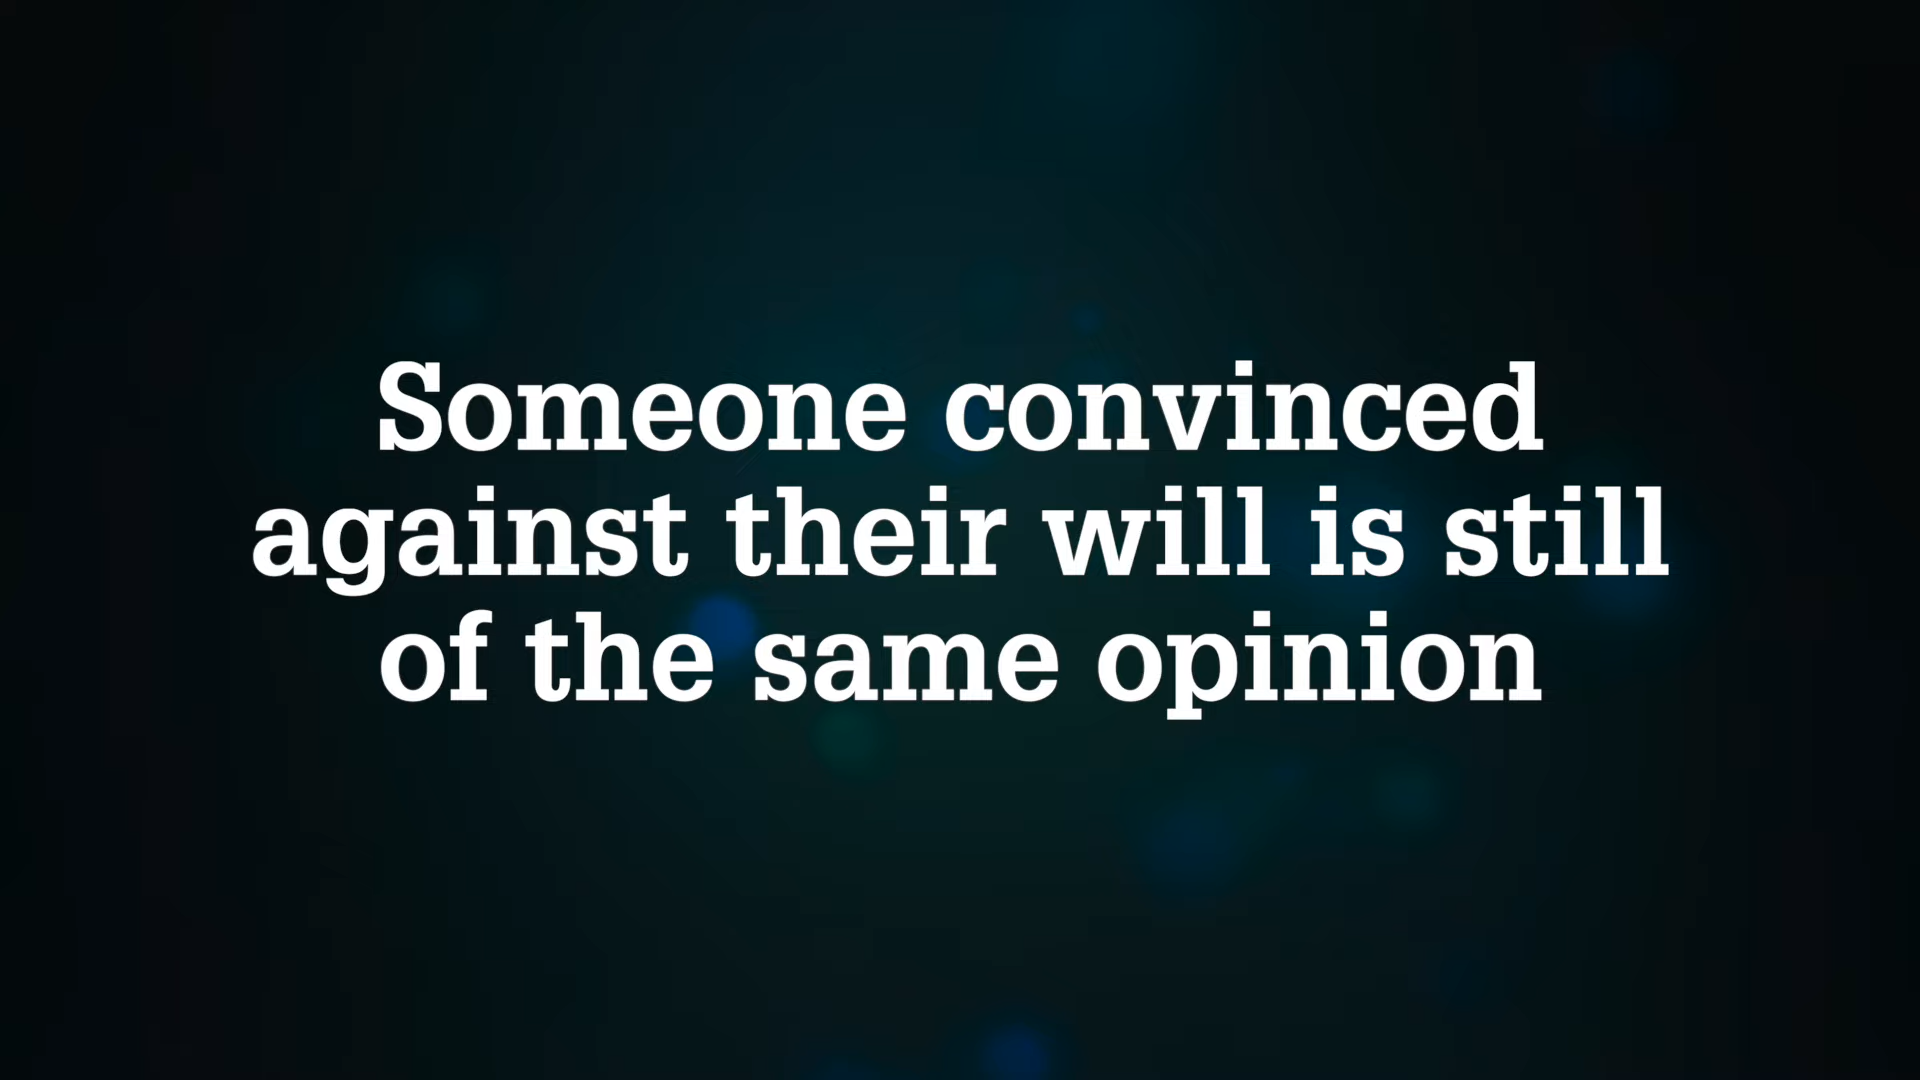 Someone convinced
against their will is still
of the same opinion